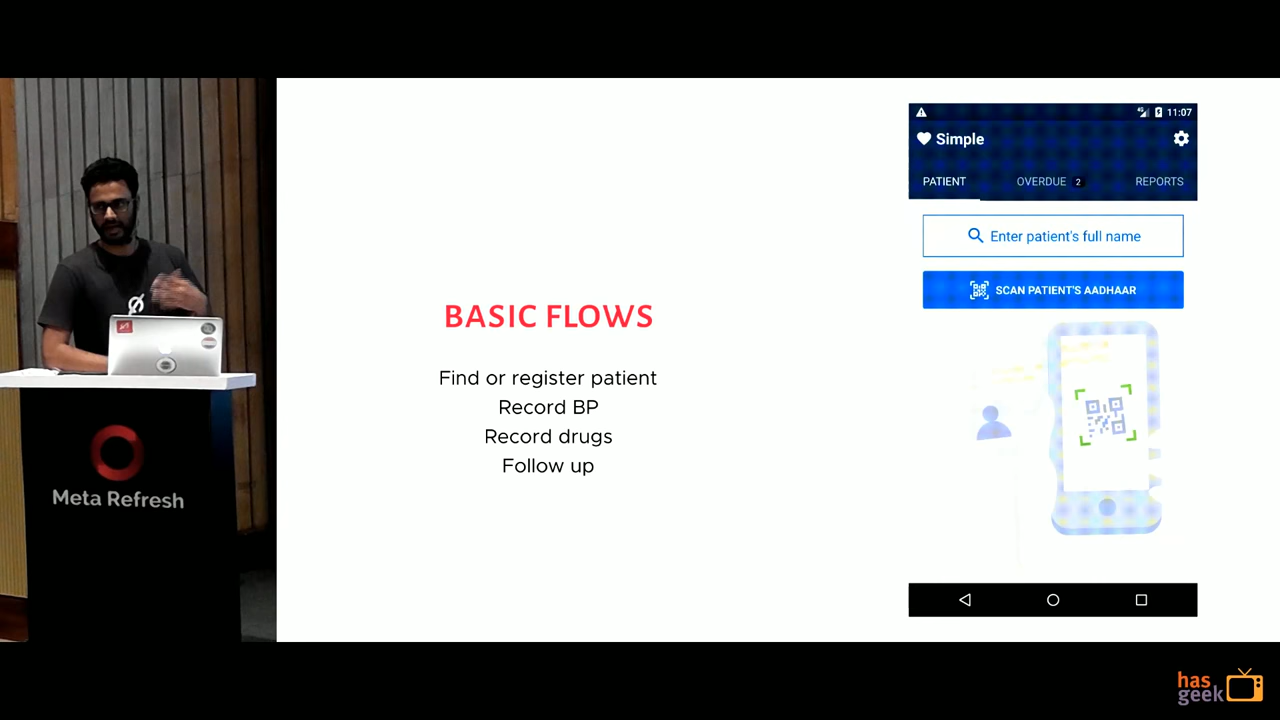 Meta Refresh
BASIC FLOWS
Find or register patient
Record BP
Record drugs
Follow up
11:07
Simple
PATIENT
OVERDUE 2
REPORTS
Enter patient's full name
SCAN PATIENT'S AADHAAR
has
geek